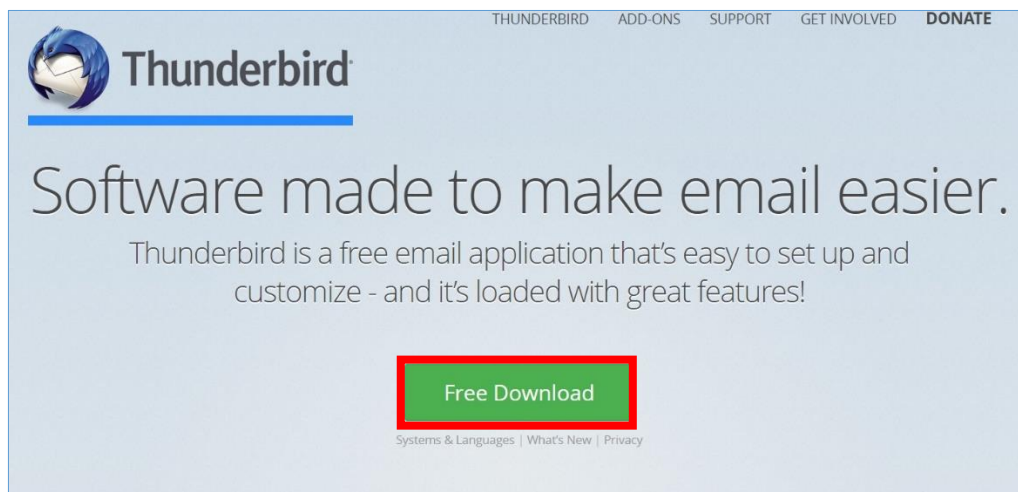 THUNDERBIRD ADD-ONS SUPPORT GET INVOLVED DONATE
Thunderbird
Software made to make email easier.
Thunderbird is a free email application that’s easy to set up and
customize - and it’s loaded with great features!
Free Download
Systems & Languages | What's New | Privacy